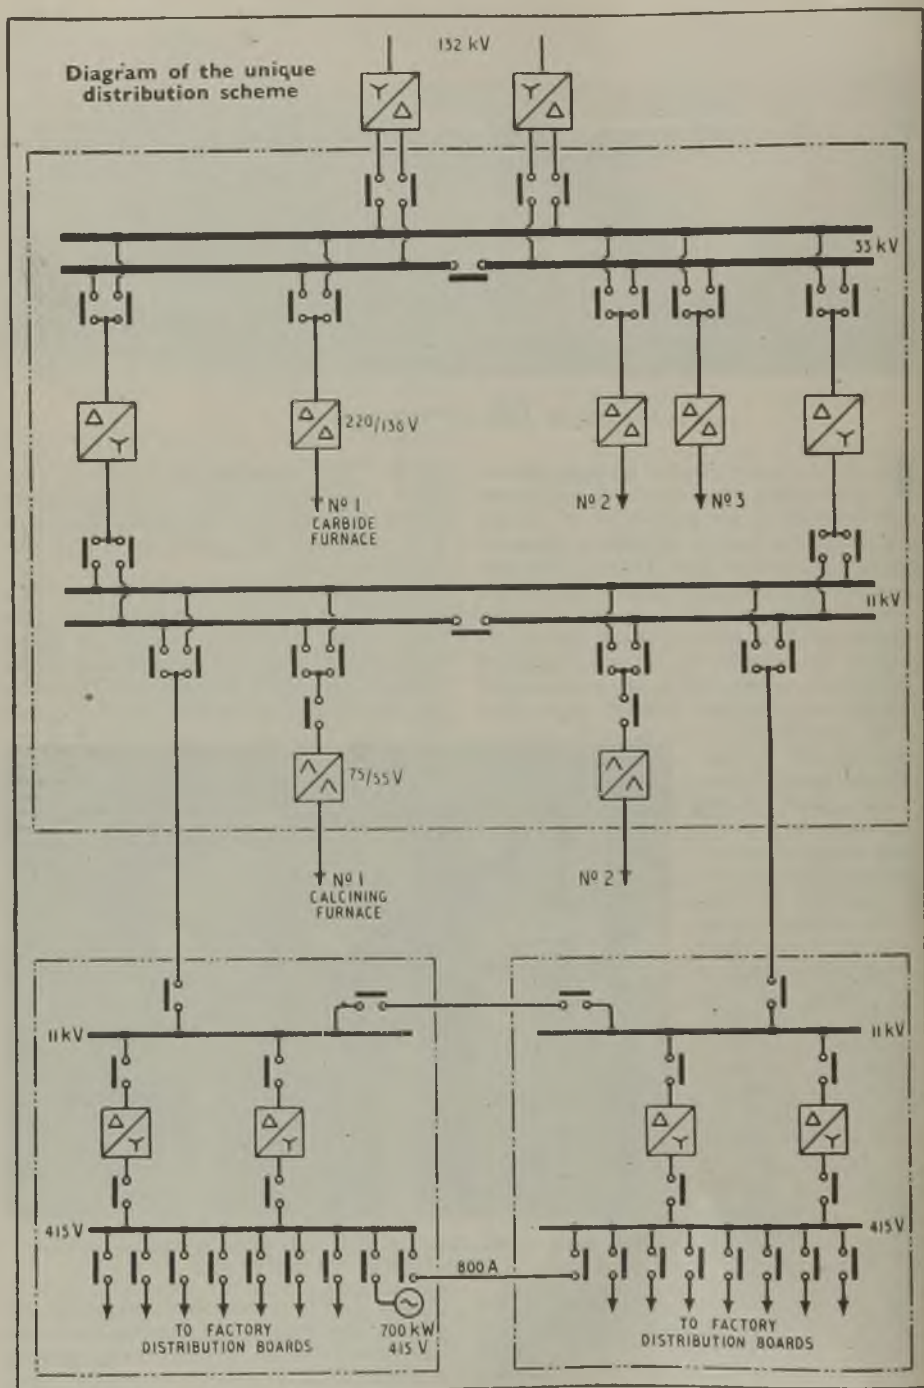 Diagram of the unique
distribution scheme
132 kV
33 kV
220/136 V
Nº 1
CARBIDE
FURNACE
Nº 2
Nº 3
11 kV
75/55 V
Nº 1
CALCINING
FURNACE
Nº 2
11 kV
11 kV
415 V
415 V
800 A
TO FACTORY
DISTRIBUTION BOARDS
700 kW
415 V
TO FACTORY
DISTRIBUTION BOARDS